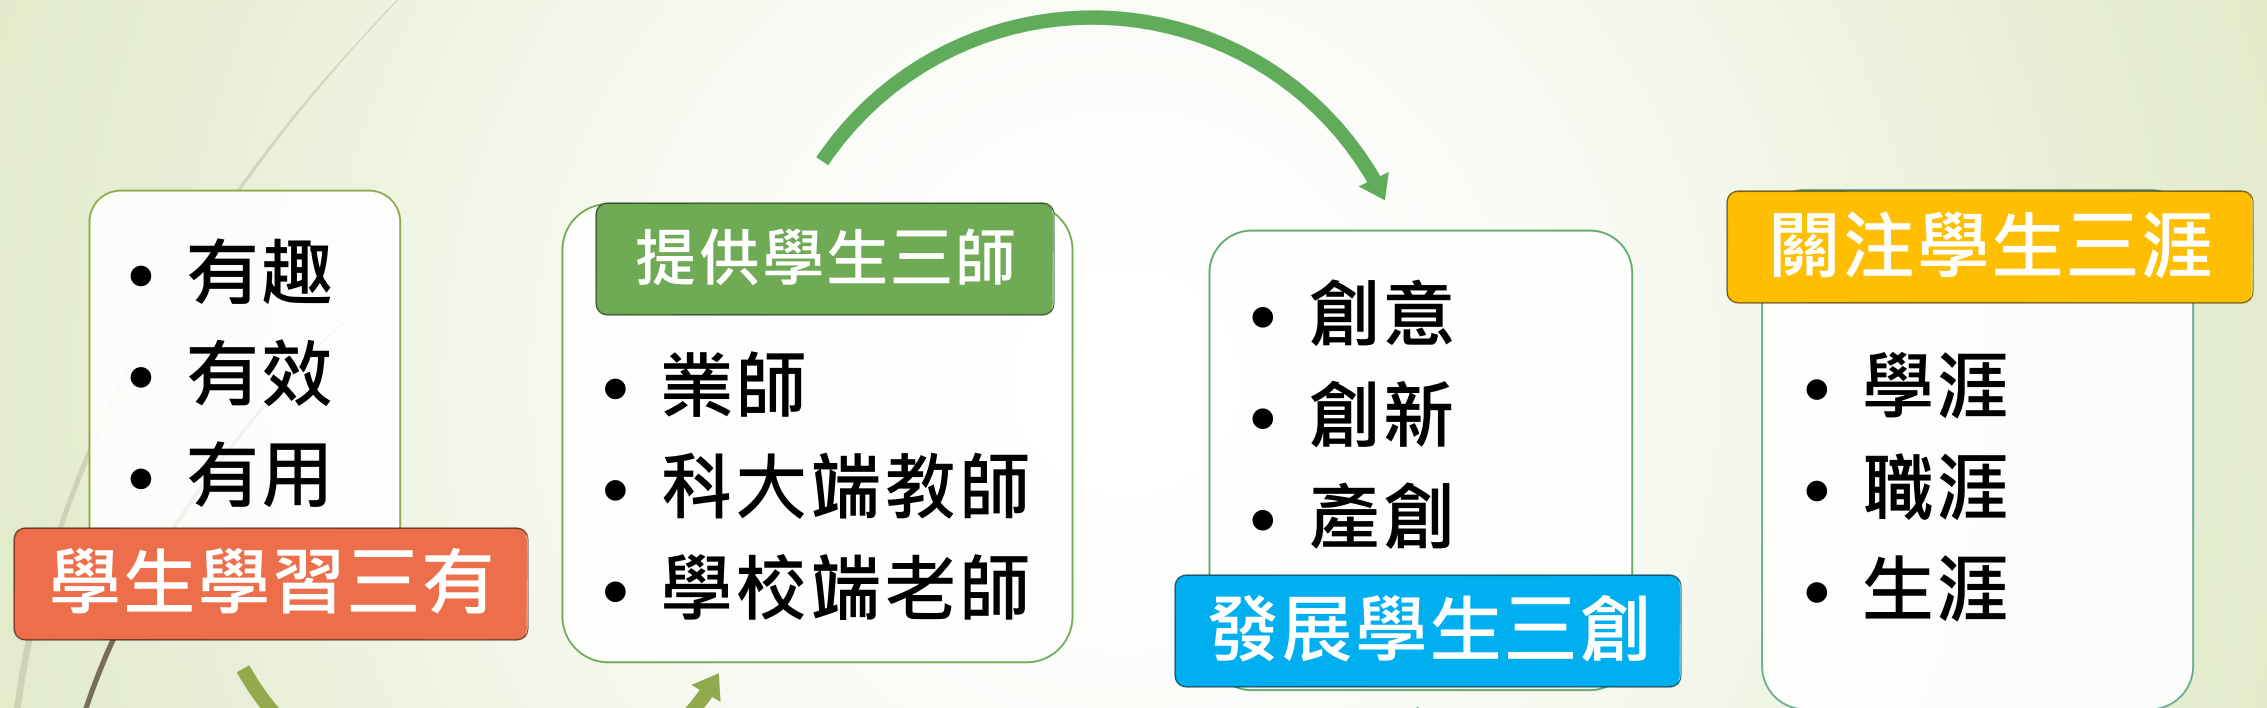 有趣
有效
有用
學生學習三有
提供學生三師
業師
科大端教師
學校端老師
創意
創新
產創
發展學生三創
關注學生三涯
學涯
職涯
生涯